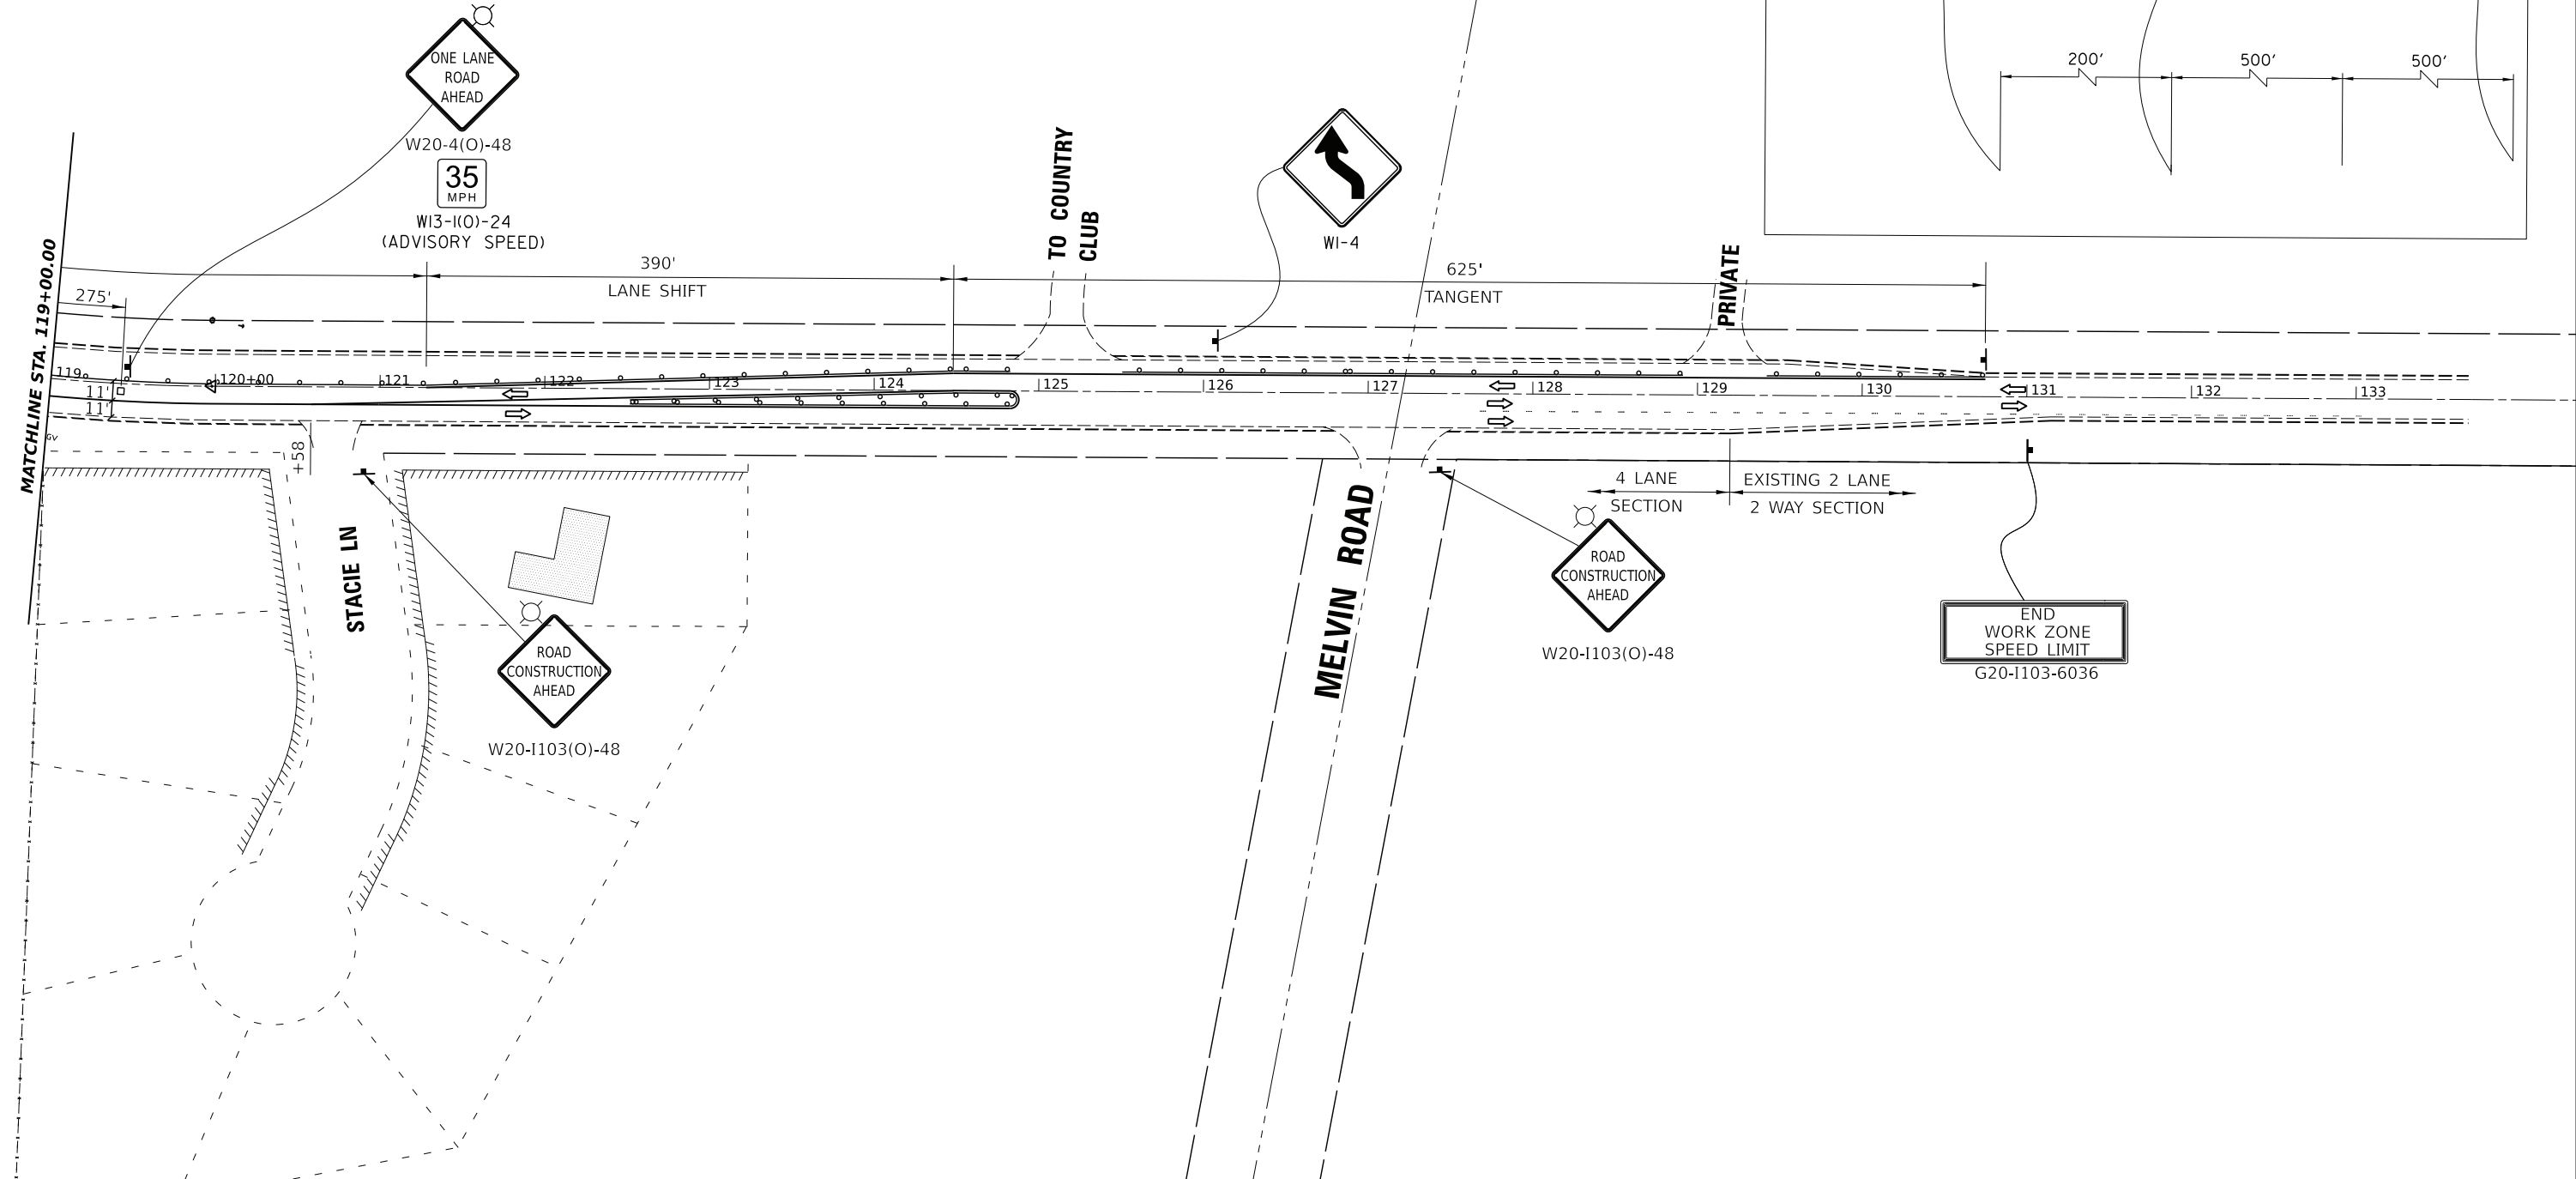 ONE LANE
ROAD
AHEAD
W20-4(O)-48
35
MPH
W13-1(O)-24
(ADVISORY SPEED)
200'
500'
500'
TO COUNTRY
CLUB
W1-4
PRIVATE
MATCHLINE STA. 119+00.00
275'
390'
LANE SHIFT
625'
TANGENT
119
120+00
121
122
123
124
125
126
127
128
129
130
131
132
133
11'
11'
GV
+58
STACIE LN
MELVIN ROAD
4 LANE
SECTION
EXISTING 2 LANE
2 WAY SECTION
ROAD
CONSTRUCTION
AHEAD
W20-I103(O)-48
ROAD
CONSTRUCTION
AHEAD
W20-I103(O)-48
END
WORK ZONE
SPEED LIMIT
G20-I103-6036